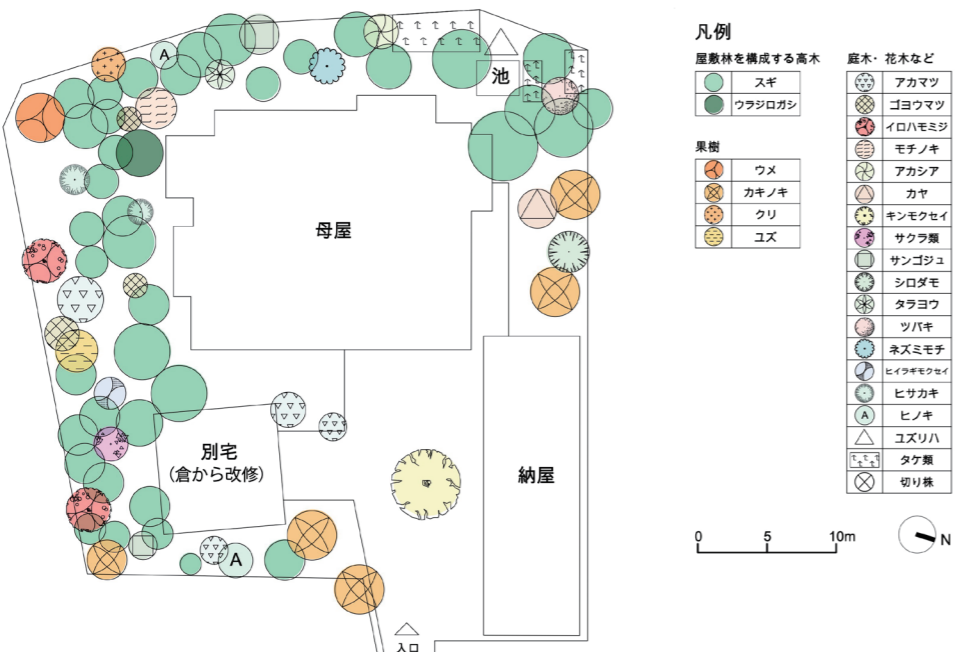 A
池
母屋
別宅
(倉から改修)
A
納屋
入口
凡例
屋敷林を構成する高木
スギ
ウラジロガシ
果樹
ウメ
カキノキ
クリ
ユズ
庭木・花木など
アカマツ
ゴヨウマツ
イロハモミジ
モチノキ
アカシア
カヤ
キンモクセイ
サクラ類
サンゴジュ
シロダモ
タラヨウ
ツバキ
ネズミモチ
ヒイラギモクセイ
ヒサカキ
A ヒノキ
ユズリハ
タケ類
切り株
0 5 10m
N